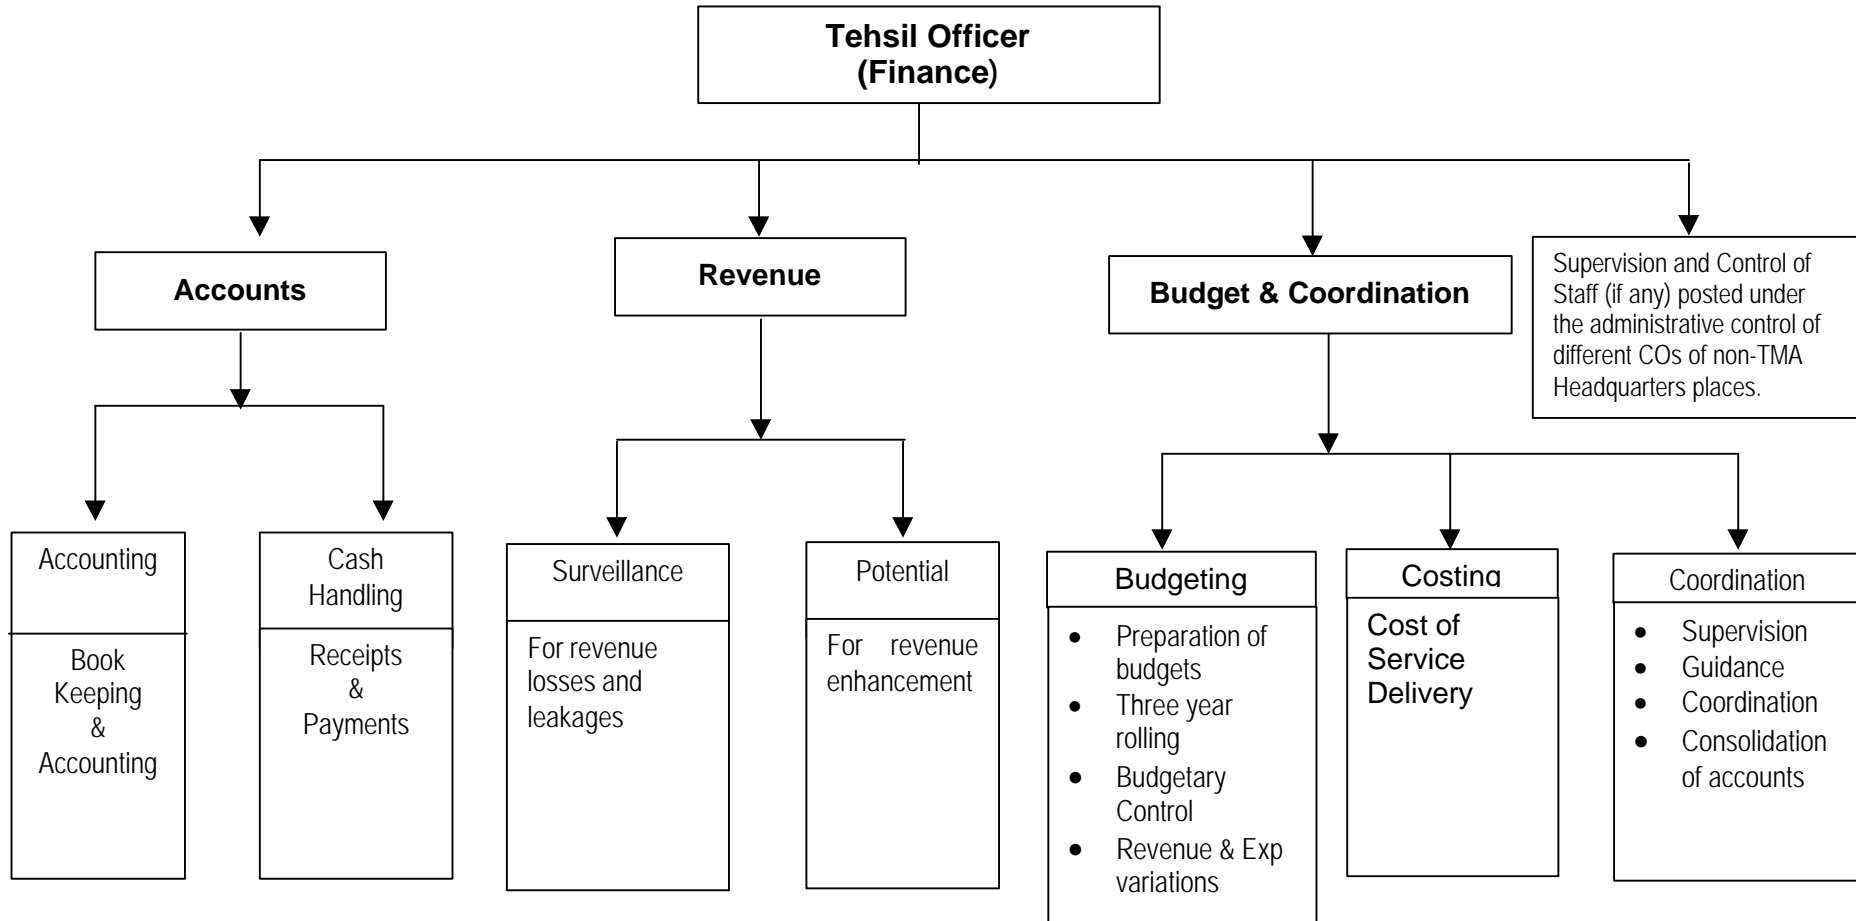 Tehsil Officer
(Finance)
Accounts
Revenue
Budget & Coordination
Supervision and Control of
Staff (if any) posted under
the administrative control of
different COs of non-TMA
Headquarters places.
Accounting
Book
Keeping
&
Accounting
Cash
Handling
Receipts
&
Payments
Surveillance
For revenue
losses and
leakages
Potential
For revenue
enhancement
Budgeting
• Preparation of
budgets
• Three year
rolling
• Budgetary
Control
• Revenue & Exp
variations
Costing
Cost of
Service
Delivery
Coordination
• Supervision
• Guidance
• Coordination
• Consolidation
of accounts